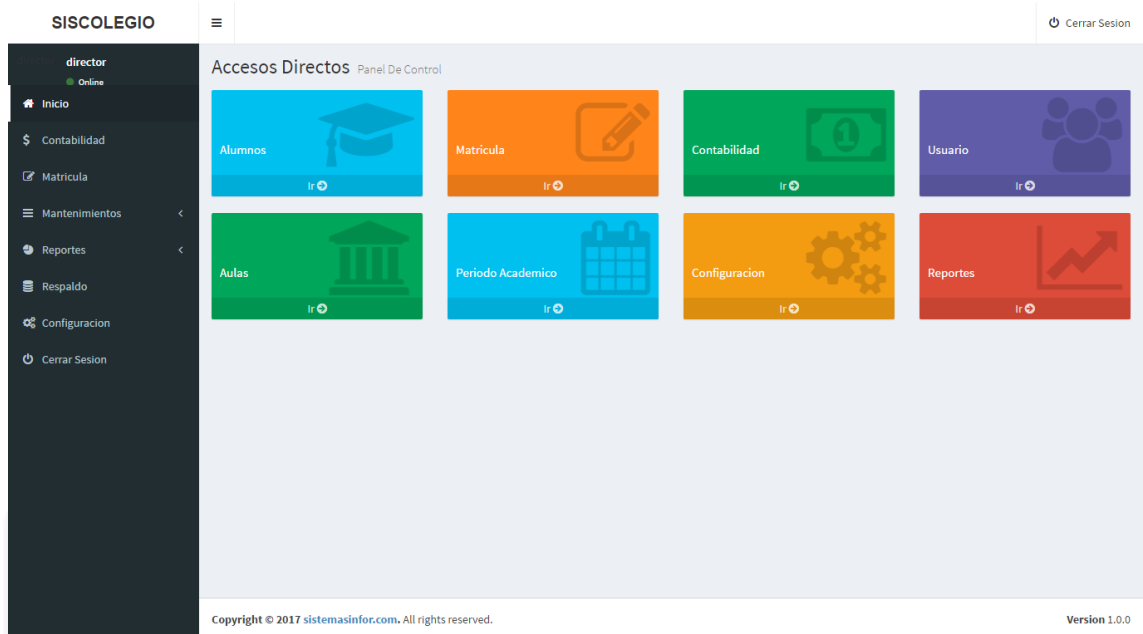 SISCOLEGIO
Cerrar Sesion
director
Online
Inicio
Contabilidad
Matricula
Mantenimientos
Reportes
Respaldo
Configuracion
Cerrar Sesion
Accesos Directos Panel De Control
Alumnos
Ir
Matricula
Ir
Contabilidad
1
Ir
Usuario
Ir
Aulas
Ir
Periodo Academico
Ir
Configuracion
Ir
Reportes
Ir
Copyright © 2017 sistemasinfor.com. All rights reserved.
Version 1.0.0